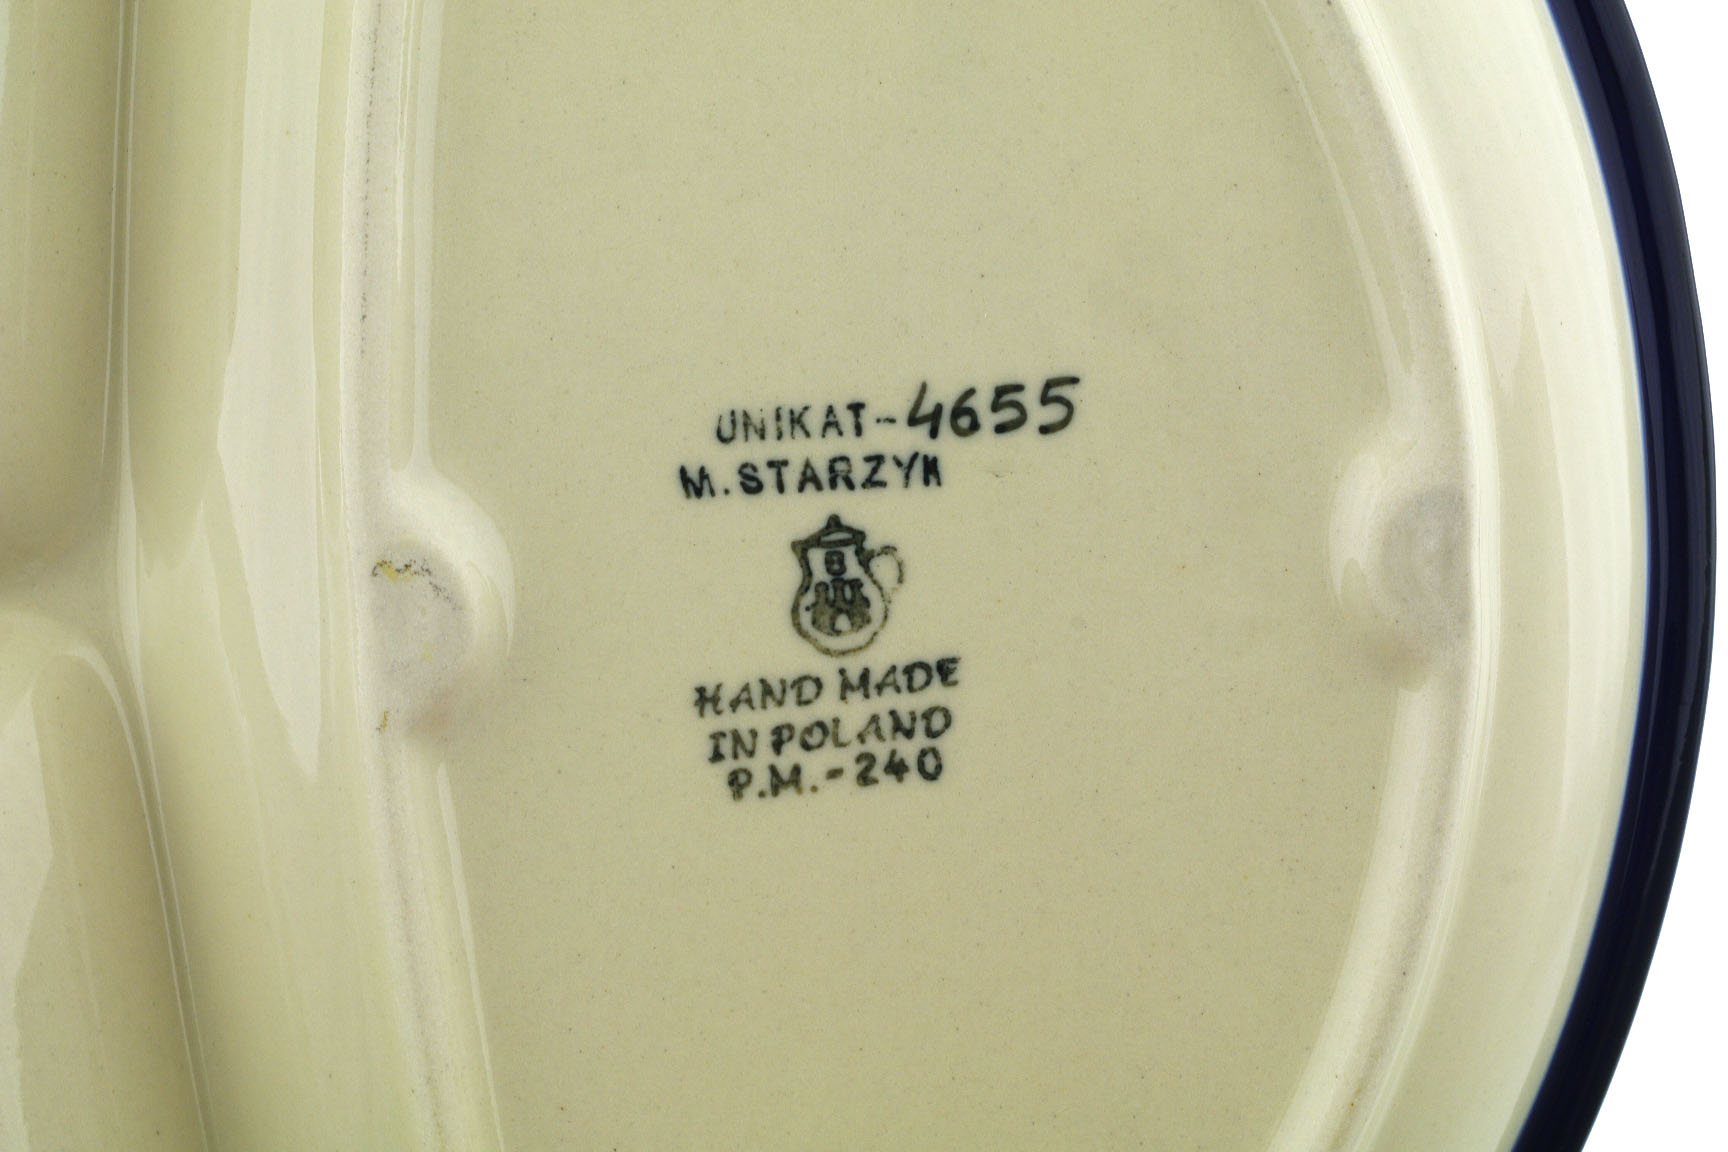 UNIKAT-4655
M. STARZYK
B
HAND MADE
IN POLAND
P.M.-240